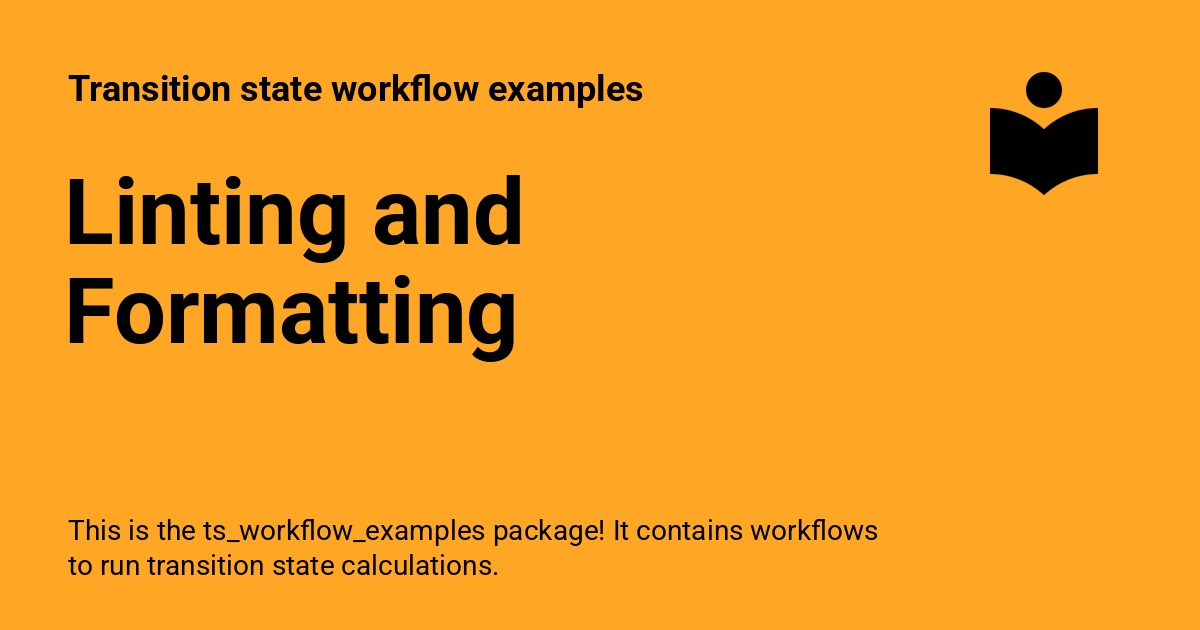 Transition state workflow examples
Linting and
Formatting
This is the ts_workflow_examples package! It contains workflows
to run transition state calculations.